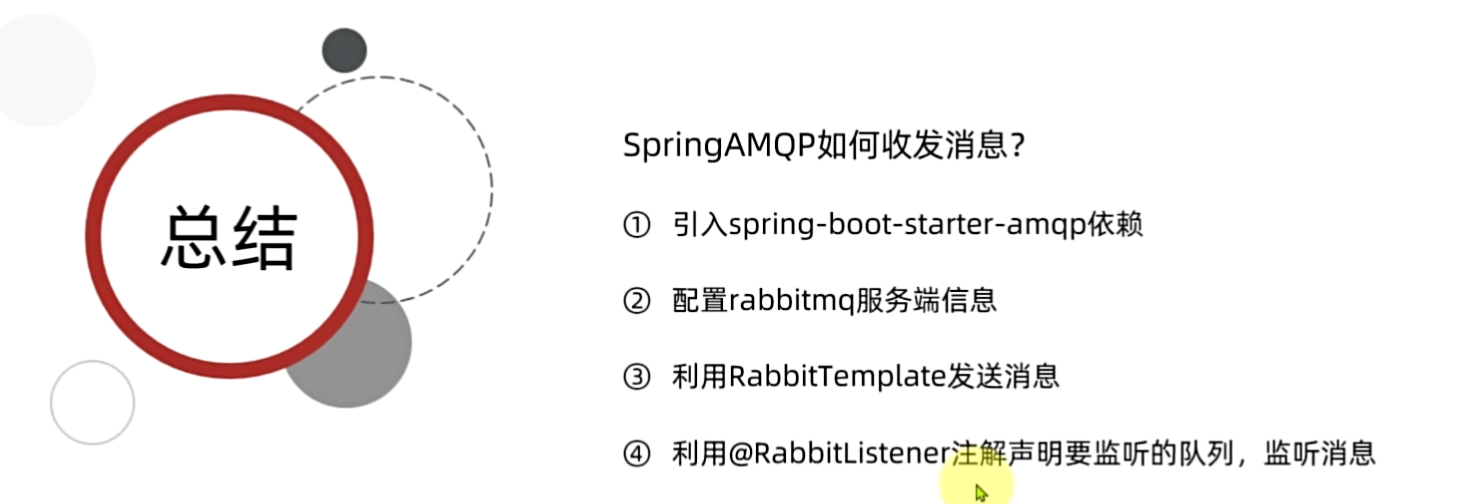 总结
SpringAMQP如何收发消息？
① 引入spring-boot-starter-amqp依赖
② 配置rabbitmq服务端信息
③ 利用RabbitTemplate发送消息
④ 利用@RabbitListener注解声明要监听的队列，监听消息